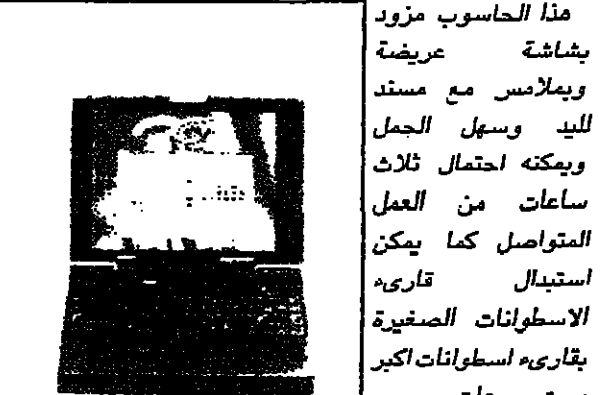 هذا الحاسوب مزود
بشاشة عريضة
وبملامس مع مسند
لليد وسهل الجمل
ويمكنه احتمال ثلاث
ساعات من العمل
المتواصل كما يمكن
استبدال قارىء
الاسطوانات الصغيرة
بقارىء اسطوانات اكبر